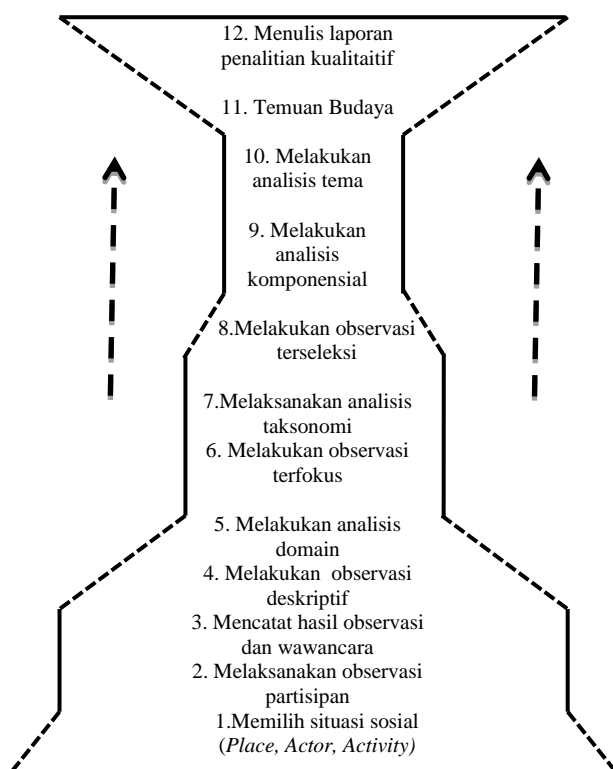 12. Menulis laporan
penalitian kualitaitif
11. Temuan Budaya
10. Melakukan
analisis tema
9. Melakukan
analisis
komponensial
8.Melakukan observasi
terseleksi
7.Melaksanakan analisis
taksonomi
6. Melakukan observasi
terfokus
5. Melakukan analisis
domain
4. Melakukan observasi
deskriptif
3. Mencatat hasil observasi
dan wawancara
2. Melaksanakan observasi
partisipan
1.Memilih situasi sosial
(Place, Actor, Activity)